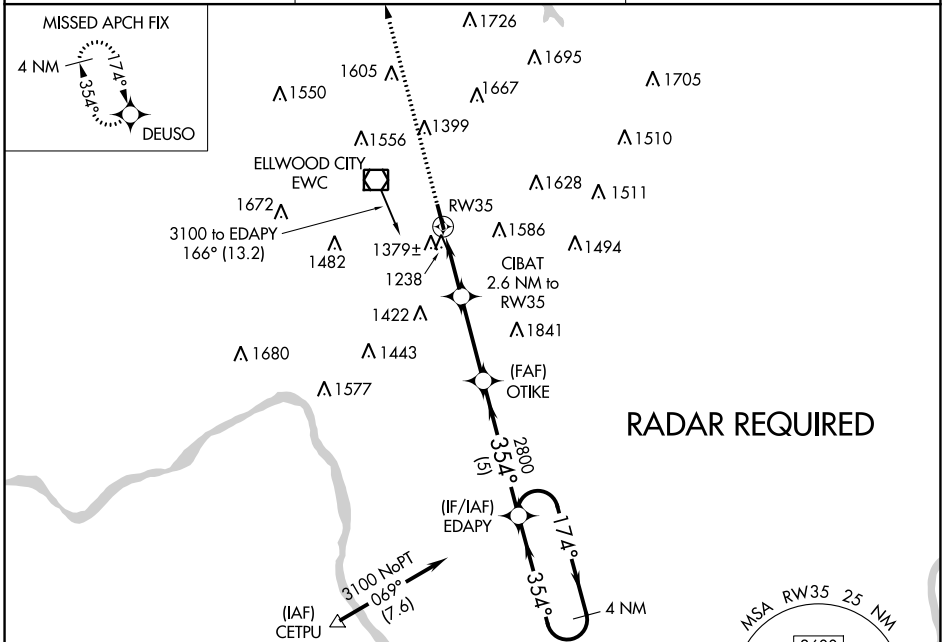 MISSED APCH FIX
4 NM
174°
354°
DEUSO
1726
1695
1605
1667
1705
1550
1399
1556
1510
ELLWOOD CITY
EWC
1628
1511
1672
RW35
3100 to EDAPY
166° (13.2)
1586
1494
1482
1379±
1238
CIBAT
2.6 NM to
RW35
1422
1841
1680
1443
(FAF)
OTIKE
1577
RADAR REQUIRED
2800
354°
(5)
(IF/IAF)
EDAPY
174°
354°
4 NM
3100 NoPT
069°
(7.6)
(IAF)
CETPU
MSA RW35 25 NM